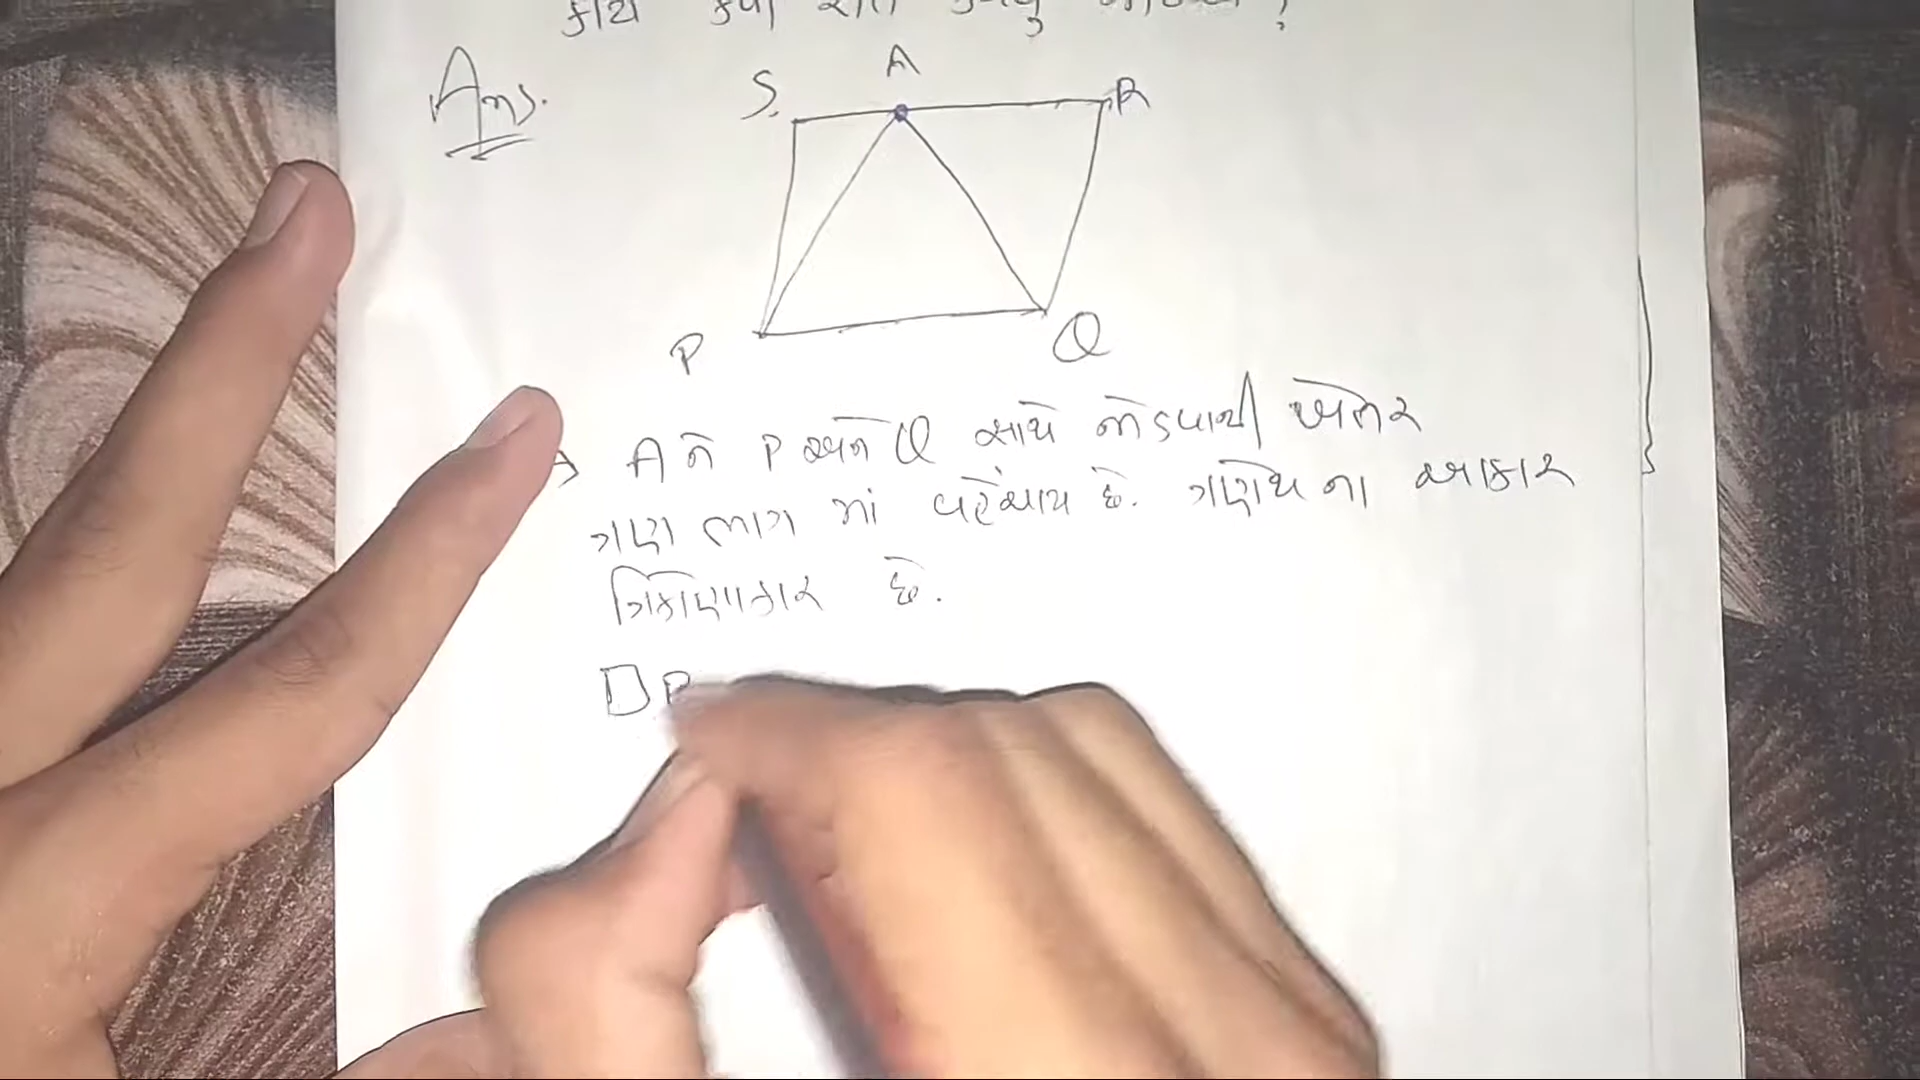 Ans.
S. A R
P Q
A ને P અને Q સાથે જોડવાથી ખેતર
ત્રણ ભાગ માં વહેંચાય છે. ત્રણેય ના આકાર
ત્રિકોણાકાર છે.
□ P